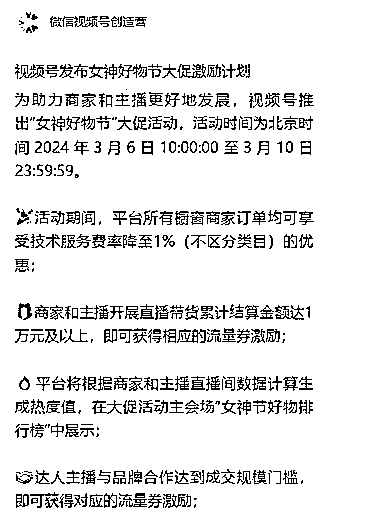 微信视频号创造营
视频号发布女神好物节大促激励计划
为助力商家和主播更好地发展，视频号推
出“女神好物节”大促活动，活动时间为北京时
间 2024 年 3 月 6 日 10:00:00 至 3 月 10 日
23:59:59。
🎉活动期间，平台所有橱窗商家订单均可享
受技术服务费率降至1%（不区分类目）的优
惠；
🎁商家和主播开展直播带货累计结算金额达1
万元及以上，即可获得相应的流量券激励；
🔥 平台将根据商家和主播直播间数据计算生
成热度值，在大促活动主会场“女神节好物排
行榜”中展示；
🤝达人主播与品牌合作达到成交规模门槛，
即可获得对应的流量券激励；